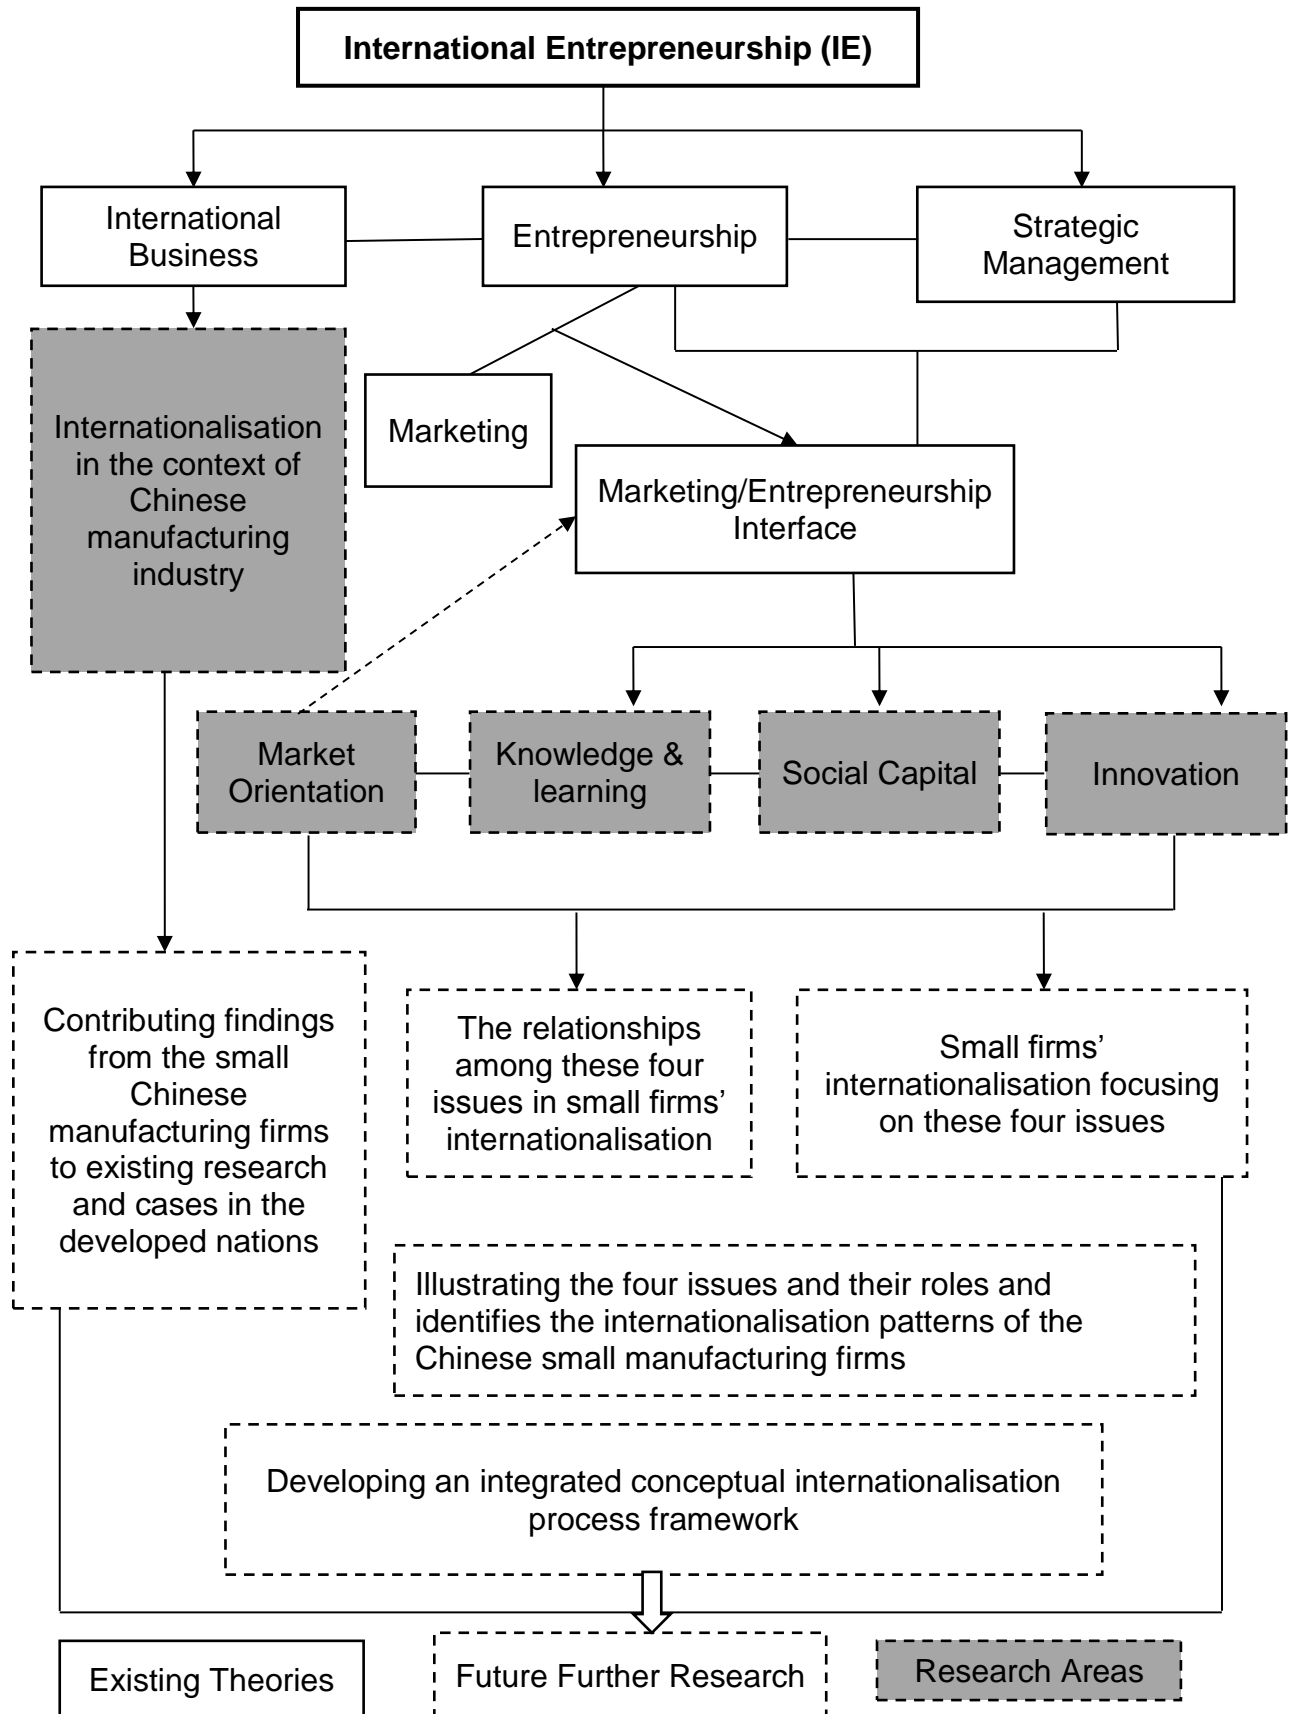 International Entrepreneurship (IE)
International
Business
Entrepreneurship
Strategic
Management
Internationalisation
in the context of
Chinese
manufacturing
industry
Marketing
Marketing/Entrepreneurship
Interface
Market
Orientation
Knowledge &
learning
Social Capital
Innovation
Contributing findings
from the small
Chinese
manufacturing firms
to existing research
and cases in the
developed nations
The relationships
among these four
issues in small firms’
internationalisation
Small firms’
internationalisation focusing
on these four issues
Illustrating the four issues and their roles and
identifies the internationalisation patterns of the
Chinese small manufacturing firms
Developing an integrated conceptual internationalisation
process framework
Existing Theories
Future Further Research
Research Areas